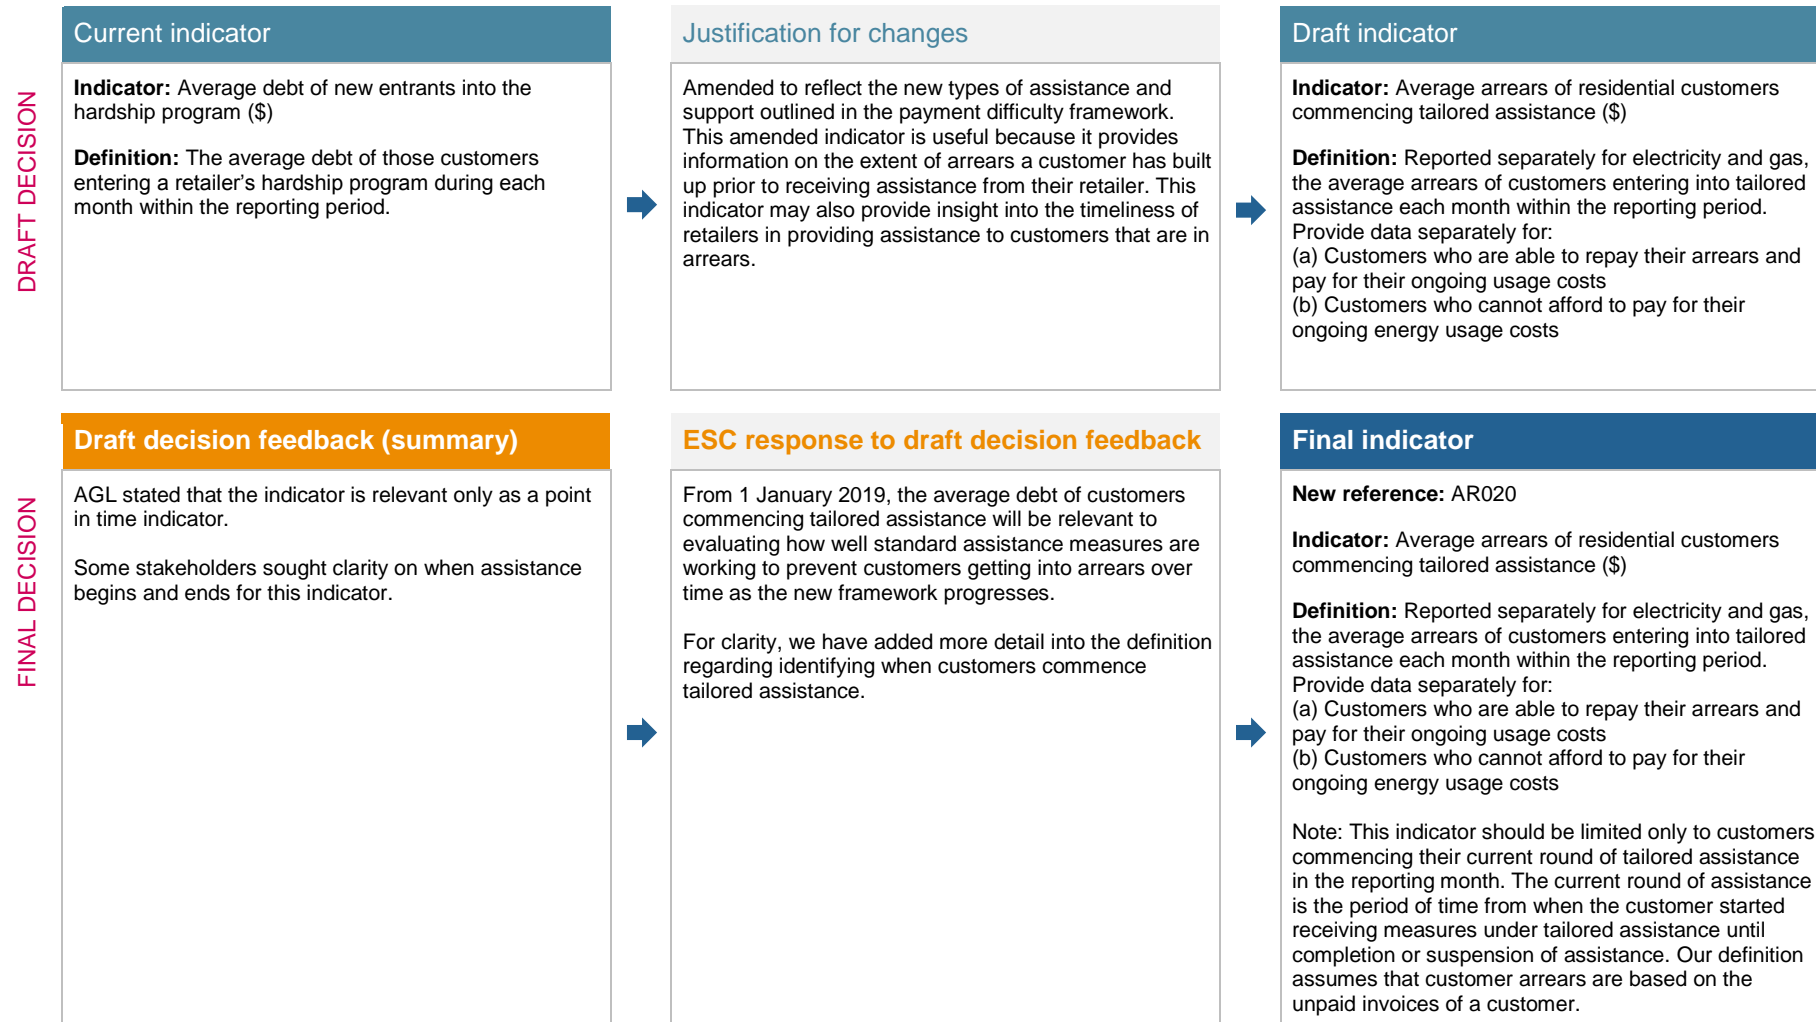 DRAFT DECISION
Current indicator
Indicator: Average debt of new entrants into the
hardship program ($)
Definition: The average debt of those customers
entering a retailer’s hardship program during each
month within the reporting period.
Justification for changes
Amended to reflect the new types of assistance and
support outlined in the payment difficulty framework.
This amended indicator is useful because it provides
information on the extent of arrears a customer has built
up prior to receiving assistance from their retailer. This
indicator may also provide insight into the timeliness of
retailers in providing assistance to customers that are in
arrears.
Draft indicator
Indicator: Average arrears of residential customers
commencing tailored assistance ($)
Definition: Reported separately for electricity and gas,
the average arrears of customers entering into tailored
assistance each month within the reporting period.
Provide data separately for:
(a) Customers who are able to repay their arrears and
pay for their ongoing usage costs
(b) Customers who cannot afford to pay for their
ongoing energy usage costs
FINAL DECISION
Draft decision feedback (summary)
AGL stated that the indicator is relevant only as a point
in time indicator.
Some stakeholders sought clarity on when assistance
begins and ends for this indicator.
ESC response to draft decision feedback
From 1 January 2019, the average debt of customers
commencing tailored assistance will be relevant to
evaluating how well standard assistance measures are
working to prevent customers getting into arrears over
time as the new framework progresses.
For clarity, we have added more detail into the definition
regarding identifying when customers commence
tailored assistance.
Final indicator
New reference: AR020
Indicator: Average arrears of residential customers
commencing tailored assistance ($)
Definition: Reported separately for electricity and gas,
the average arrears of customers entering into tailored
assistance each month within the reporting period.
Provide data separately for:
(a) Customers who are able to repay their arrears and
pay for their ongoing usage costs
(b) Customers who cannot afford to pay for their
ongoing energy usage costs
Note: This indicator should be limited only to customers
commencing their current round of tailored assistance
in the reporting month. The current round of assistance
is the period of time from when the customer started
receiving measures under tailored assistance until
completion or suspension of assistance. Our definition
assumes that customer arrears are based on the
unpaid invoices of a customer.